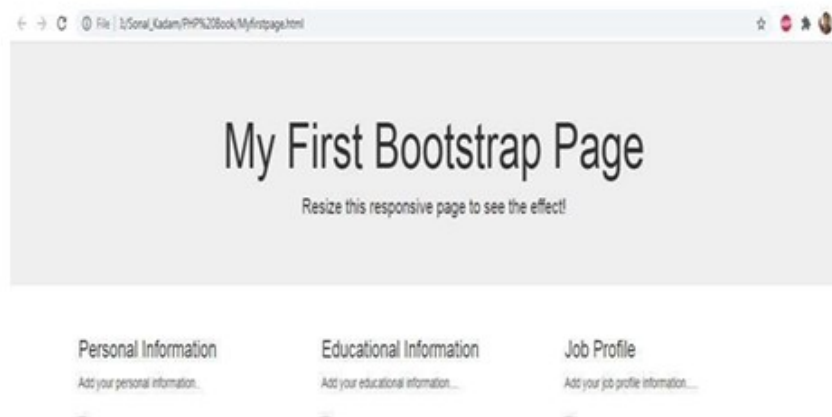 File | I:/Sonal_Kadam/PHP%20Book/Myfirstpage.html
My First Bootstrap Page
Resize this responsive page to see the effect!
Personal Information Educational Information Job Profile
Add your personal information.. Add your educational information.... Add your job profile information.....